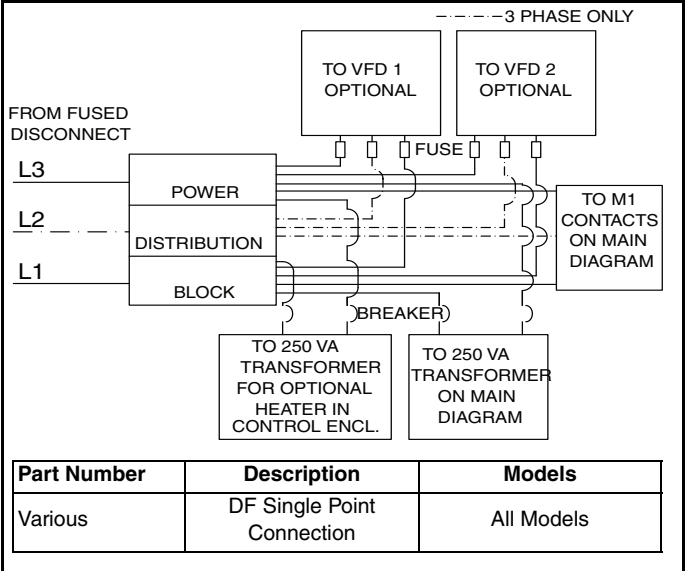 3 PHASE ONLY
TO VFD 1
OPTIONAL
TO VFD 2
OPTIONAL
FROM FUSED
DISCONNECT
FUSE
L3
POWER
L2
DISTRIBUTION
L1
BLOCK
TO M1
CONTACTS
ON MAIN
DIAGRAM
BREAKER
TO 250 VA
TRANSFORMER
FOR OPTIONAL
HEATER IN
CONTROL ENCL.
TO 250 VA
TRANSFORMER
ON MAIN
DIAGRAM
Part Number Description Models
Various DF Single Point All Models
Connection